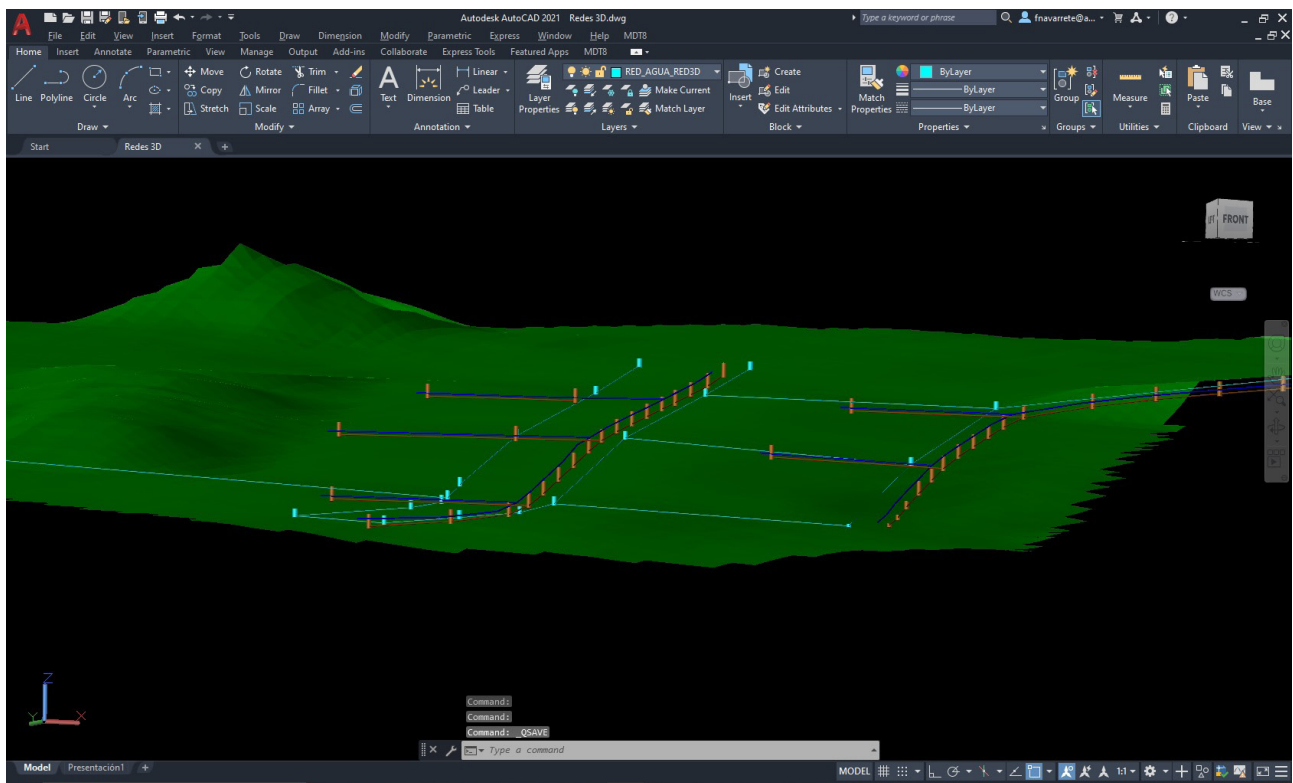 Autodesk AutoCAD 2021 Redes 3D.dwg
Type a keyword or phrase
fnavarrete@a...
File Edit View Insert Format Tools Draw Dimension Modify Parametric Express Window Help MDT8
Home Insert Annotate Parametric View Manage Output Add-ins Collaborate Express Tools Featured Apps MDT8
Line Polyline Circle Arc
Move Rotate Trim
Copy Mirror Fillet
Stretch Scale Array
Text Dimension
Linear
Leader
Table
Layer Properties
RED_AGUA_RED3D
Make Current
Match Layer
Insert
Create
Edit
Edit Attributes
Match Properties
ByLayer
ByLayer
ByLayer
Group
Measure
Paste
Base
Draw Modify Annotation Layers Block Properties Groups Utilities Clipboard View
Start Redes 3D
FRONT
WCS
Z
Y X
Command:
Command:
Command: _QSAVE
Type a command
Model Presentación1
MODEL 1:1